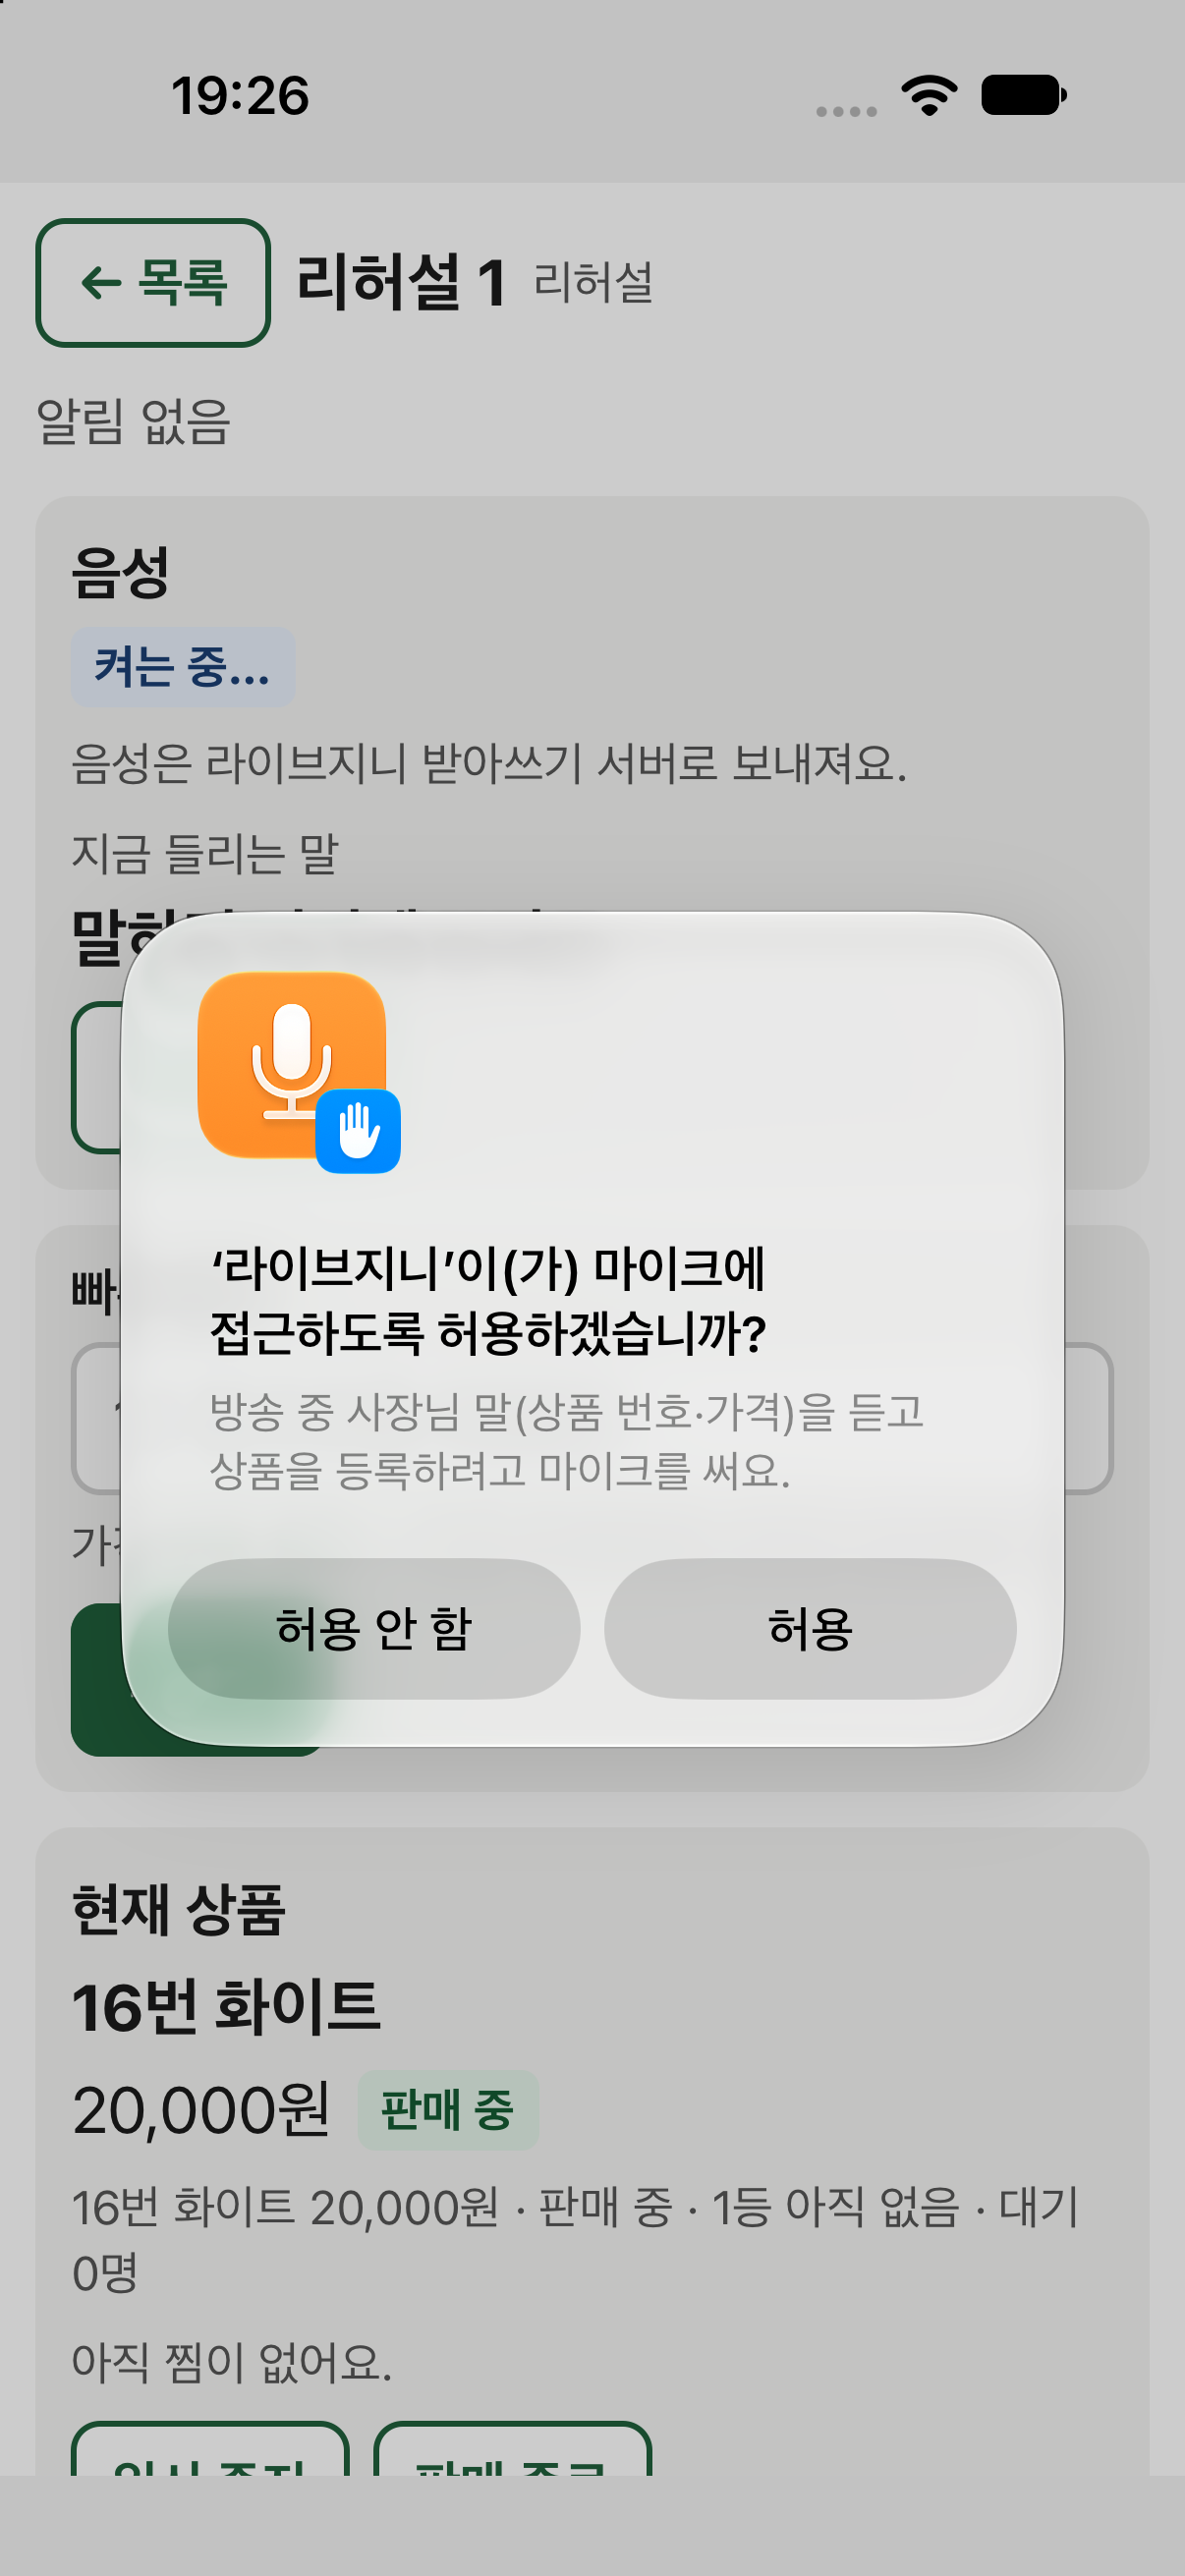 19:26
← 목록
리허설 1 리허설
알림 없음
음성
켜는 중...
음성은 라이브지니 받아쓰기 서버로 보내져요.
지금 들리는 말
‘라이브지니’이(가) 마이크에
접근하도록 허용하겠습니까?
방송 중 사장님 말(상품 번호·가격)을 듣고
상품을 등록하려고 마이크를 써요.
허용 안 함
허용
현재 상품
16번 화이트
20,000원 판매 중
16번 화이트 20,000원 · 판매 중 · 1등 아직 없음 · 대기
0명
아직 찜이 없어요.